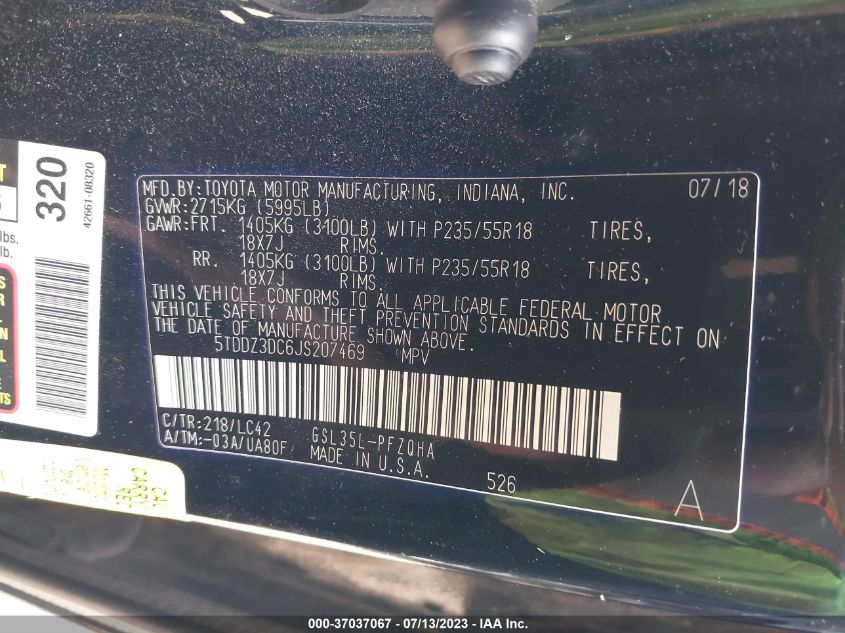 320
42661-08320
lbs.
lb.
MFD.BY:TOYOTA MOTOR MANUFACTURING, INDIANA, INC. 07/18
GVWR:2715KG (5995LB)
GAWR:FRT. 1405KG (3100LB) WITH P235/55R18 TIRES,
18X7J RIMS.
RR. 1405KG (3100LB) WITH P235/55R18 TIRES,
18X7J RIMS.
THIS VEHICLE CONFORMS TO ALL APPLICABLE FEDERAL MOTOR
VEHICLE SAFETY AND THEFT PREVENTION STANDARDS IN EFFECT ON
THE DATE OF MANUFACTURE SHOWN ABOVE.
5TDDZ3DC6JS207469 MPV
C/TR:218/LC42 GSL35L-PFZQHA
A/TM:-03A/UA80F MADE IN U.S.A.
526
A
000-37037067 / 07/13/2023 - IAA Inc.